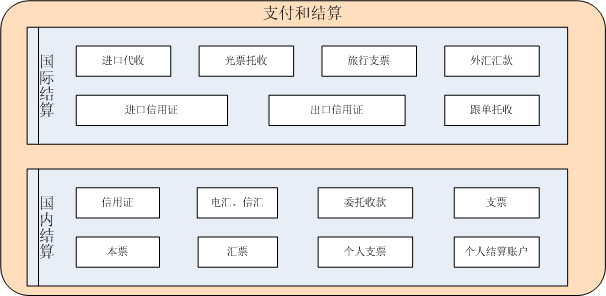 支付和结算
国际结算
进口代收 光票托收 旅行支票 外汇汇款
进口信用证 出口信用证 跟单托收
国内结算
信用证 电汇、信汇 委托收款 支票
本票 汇票 个人支票 个人结算账户